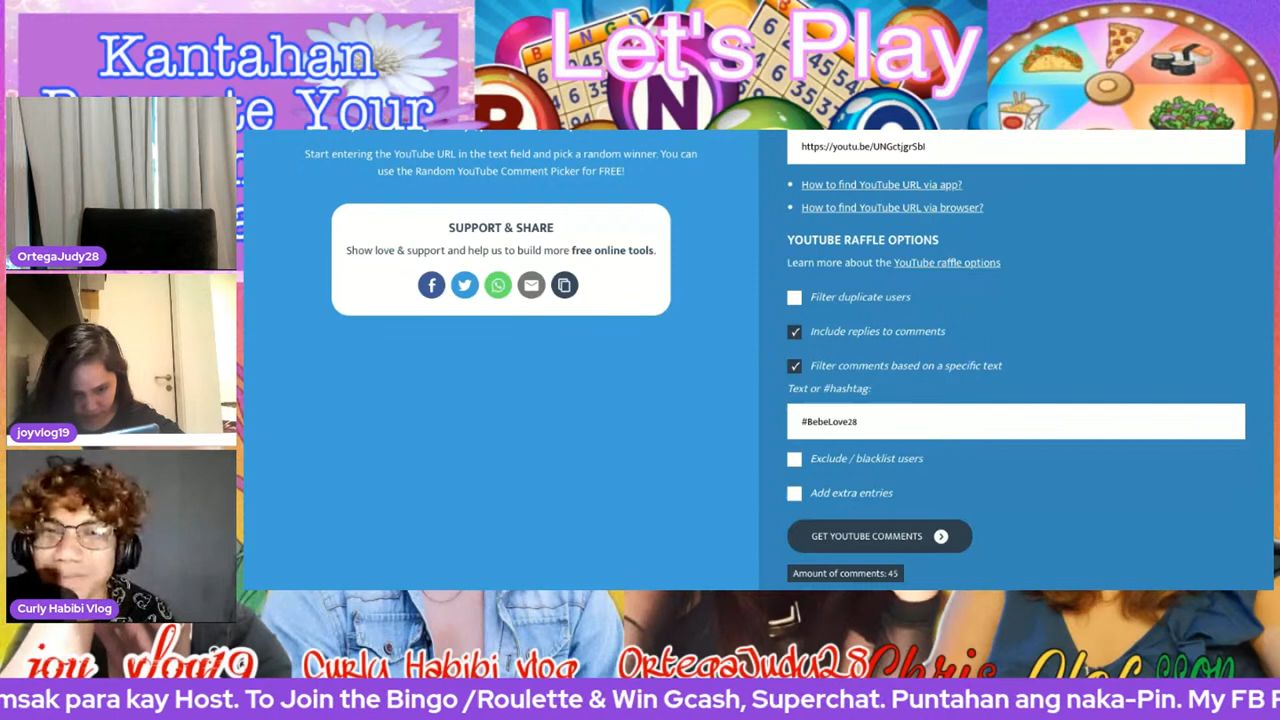 Kantahan
te Your
Let's Play
B I N G
N
Start entering the YouTube URL in the text field and pick a random winner. You can
use the Random YouTube Comment Picker for FREE!
SUPPORT & SHARE
Show love & support and help us to build more free online tools.
https://youtu.be/UNGctjgrSbI
How to find YouTube URL via app?
How to find YouTube URL via browser?
YOUTUBE RAFFLE OPTIONS
Learn more about the YouTube raffle options
Filter duplicate users
Include replies to comments
Filter comments based on a specific text
Text or #hashtag:
#BebeLove28
Exclude / blacklist users
Add extra entries
GET YOUTUBE COMMENTS
Amount of comments: 45
OrtegaJudy28
joyvlog19
Curly Habibi Vlog
joy vlog19
Curly Habibi vlog
OrtegaJudy28
Chris
msak para kay Host. To Join the Bingo /Roulette & Win Gcash, Superchat. Puntahan ang naka-Pin. My FB